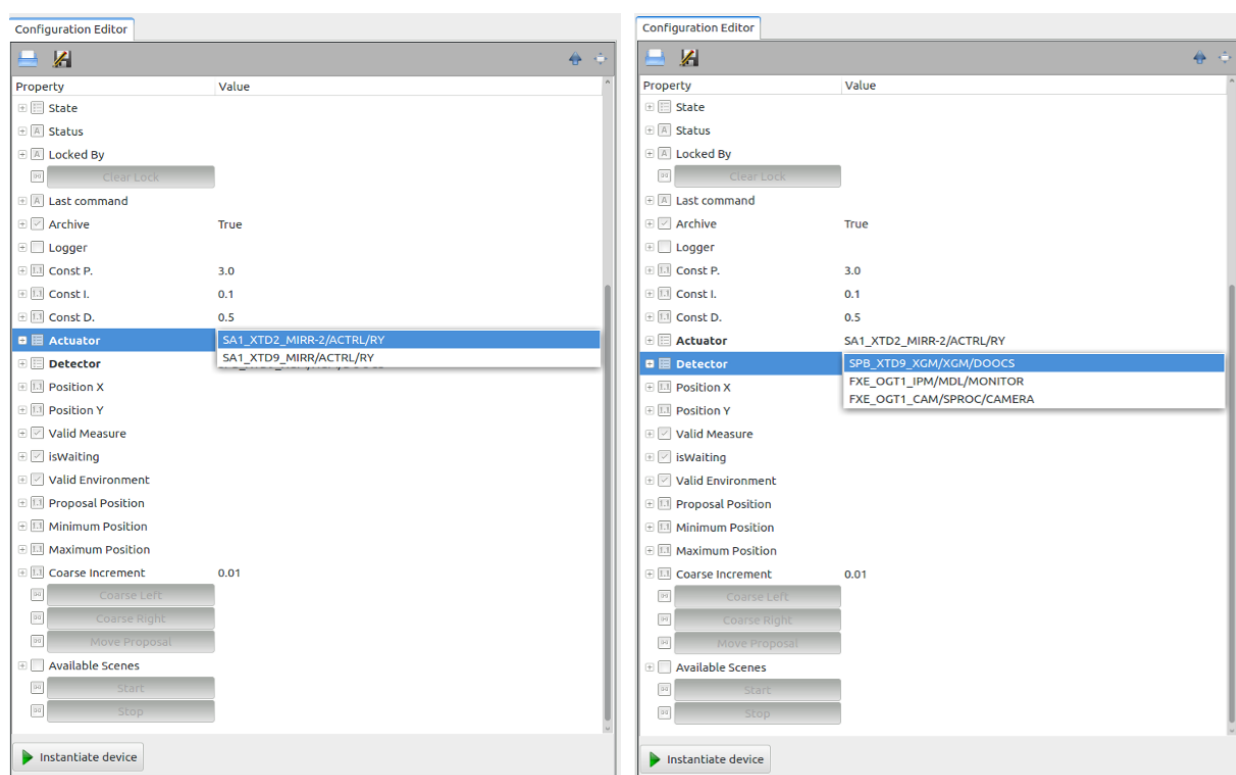 Configuration Editor
Property Value
State
Status
Locked By
Clear Lock
Last command
Archive True
Logger
Const P. 3.0
Const I. 0.1
Const D. 0.5
Actuator SA1_XTD2_MIRR-2/ACTRL/RY
SA1_XTD9_MIRR/ACTRL/RY
Detector
Position X
Position Y
Valid Measure
isWaiting
Valid Environment
Proposal Position
Minimum Position
Maximum Position
Coarse Increment 0.01
Coarse Left
Coarse Right
Move Proposal
Available Scenes
Start
Stop
Instantiate device
Configuration Editor
Property Value
State
Status
Locked By
Clear Lock
Last command
Archive True
Logger
Const P. 3.0
Const I. 0.1
Const D. 0.5
Actuator SA1_XTD2_MIRR-2/ACTRL/RY
Detector SPB_XTD9_XGM/XGM/DOOCS
FXE_OGT1_IPM/MDL/MONITOR
Position X
FXE_OGT1_CAM/SPROC/CAMERA
Position Y
Valid Measure
isWaiting
Valid Environment
Proposal Position
Minimum Position
Maximum Position
Coarse Increment 0.01
Coarse Left
Coarse Right
Move Proposal
Available Scenes
Start
Stop
Instantiate device